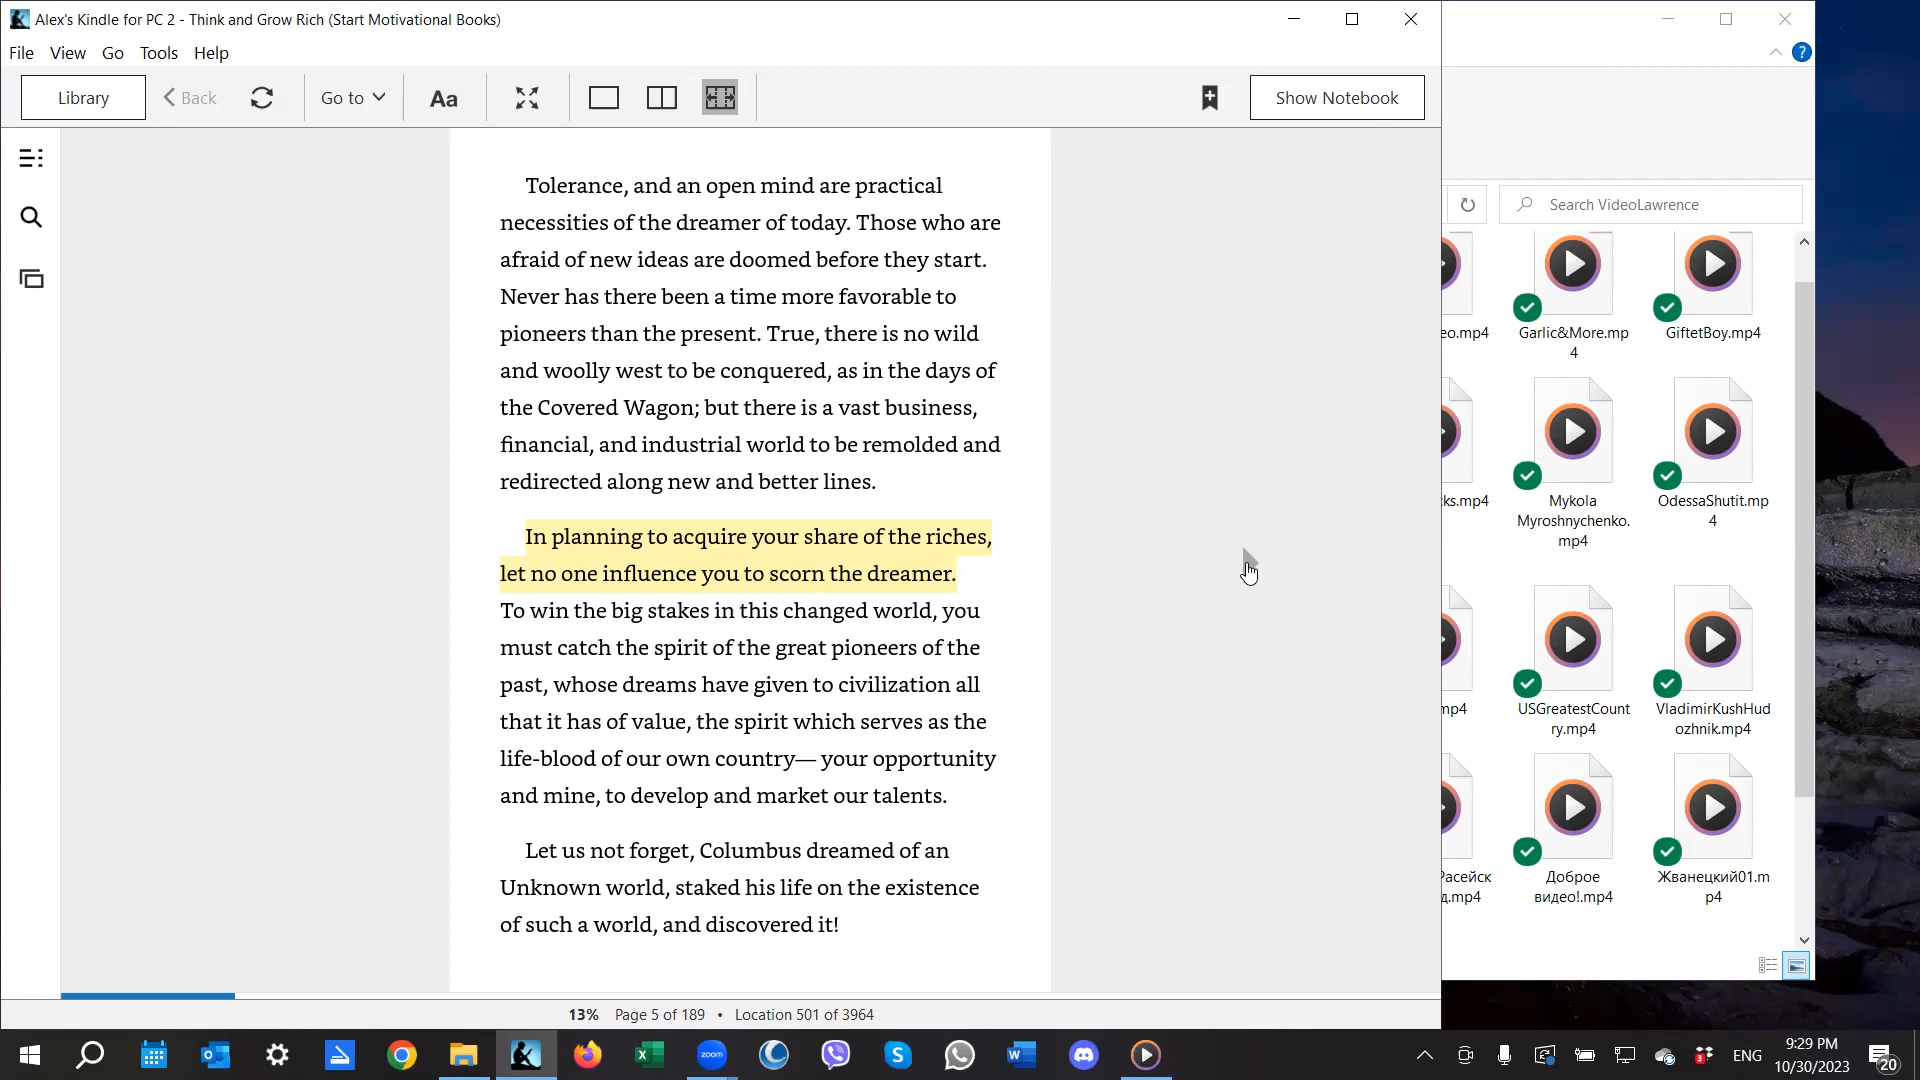 Alex's Kindle for PC 2 - Think and Grow Rich (Start Motivational Books)
File View Go Tools Help
Library
Back
Go to
Aa
Show Notebook
Tolerance, and an open mind are practical
necessities of the dreamer of today. Those who are
afraid of new ideas are doomed before they start.
Never has there been a time more favorable to
pioneers than the present. True, there is no wild
and woolly west to be conquered, as in the days of
the Covered Wagon; but there is a vast business,
financial, and industrial world to be remolded and
redirected along new and better lines.
In planning to acquire your share of the riches,
let no one influence you to scorn the dreamer.
To win the big stakes in this changed world, you
must catch the spirit of the great pioneers of the
past, whose dreams have given to civilization all
that it has of value, the spirit which serves as the
life-blood of our own country— your opportunity
and mine, to develop and market our talents.
Let us not forget, Columbus dreamed of an
Unknown world, staked his life on the existence
of such a world, and discovered it!
13% Page 5 of 189 • Location 501 of 3964
?
Search VideoLawrence
eo.mp4
Garlic&More.mp
4
GiftetBoy.mp4
ks.mp4
Mykola
Myroshnychenko.
mp4
OdessaShutit.mp
4
mp4
USGreatestCount
ry.mp4
VladimirKushHud
ozhnik.mp4
Расейск
д.mp4
Доброе
видео!.mp4
Жванецкий01.m
p4
zoom
ENG
9:29 PM
10/30/2023
20
3